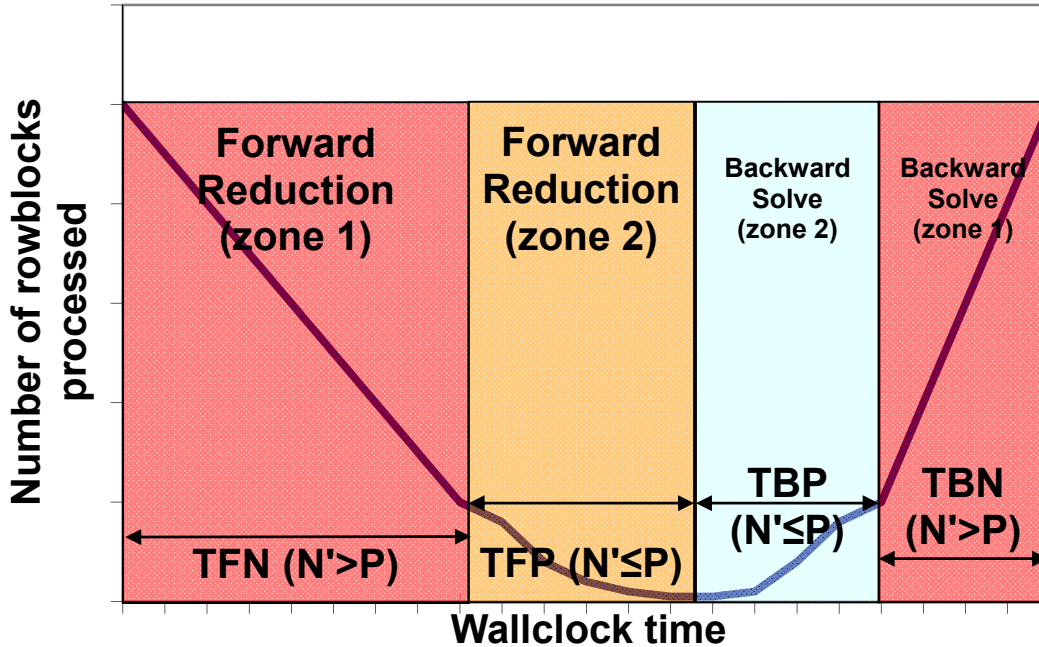 Number of rowblocks
processed
Forward
Reduction
(zone 1)
Forward
Reduction
(zone 2)
Backward
Solve
(zone 2)
Backward
Solve
(zone 1)
TFN (N'>P)
TFP (N'≤P)
TBP
(N'≤P)
TBN
(N'>P)
Wallclock time